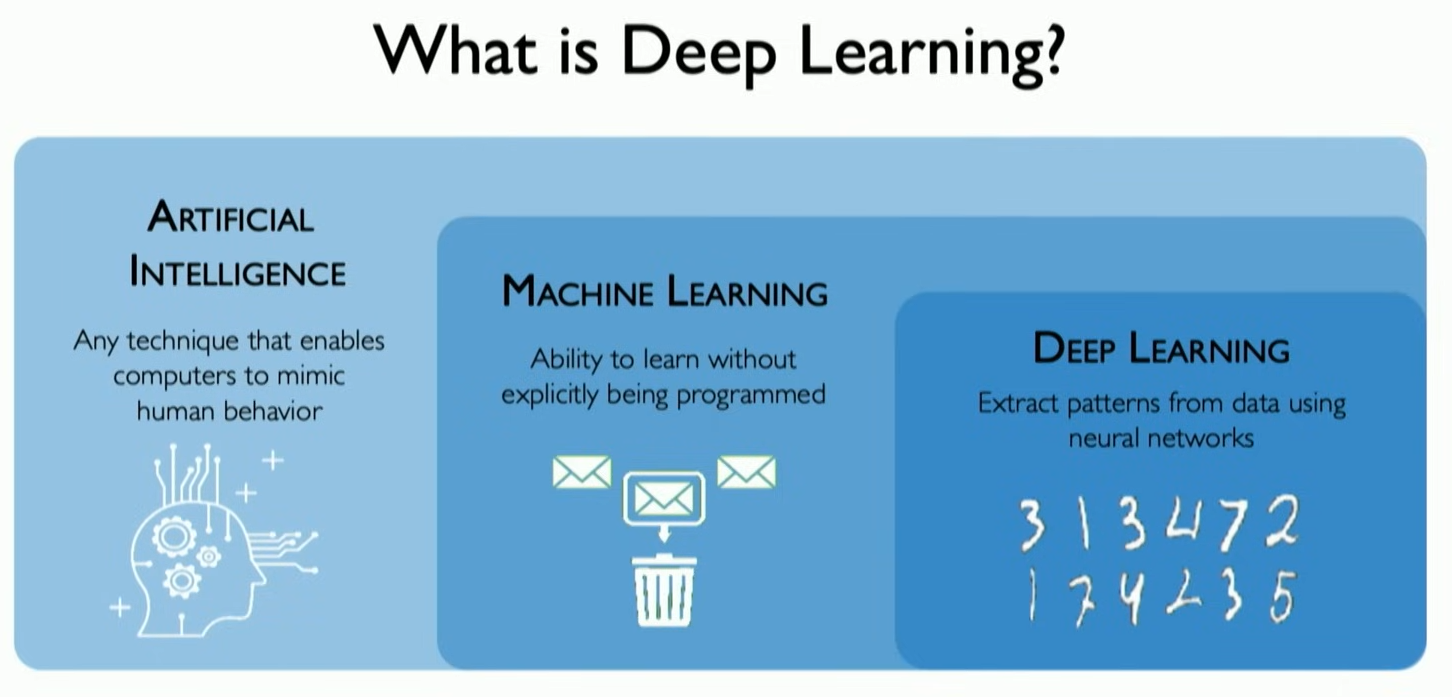 What is Deep Learning?
ARTIFICIAL
INTELLIGENCE
Any technique that enables
computers to mimic
human behavior
MACHINE LEARNING
Ability to learn without
explicitly being programmed
DEEP LEARNING
Extract patterns from data using
neural networks
3 1 3 4 7 2
1 7 4 2 3 5